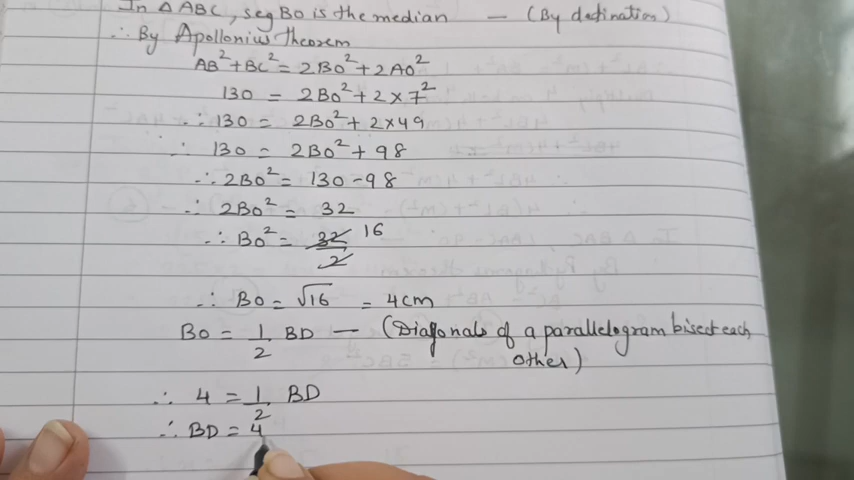 In △ABC, seg BO is the median — (By defination)
∴ By Apollonius theorem
AB² + BC² = 2BO² + 2AO²
130 = 2BO² + 2 × 7²
∴ 130 = 2BO² + 2×49
∴ 130 = 2BO² + 98
∴ 2BO² = 130 - 98
∴ 2BO² = 32
∴ BO² = 32/2 16
∴ BO = √16 = 4cm
BO = 1/2 BD — (Diagonals of a parallelogram bisect each
other)
∴ 4 = 1/2 BD
∴ BD = 4